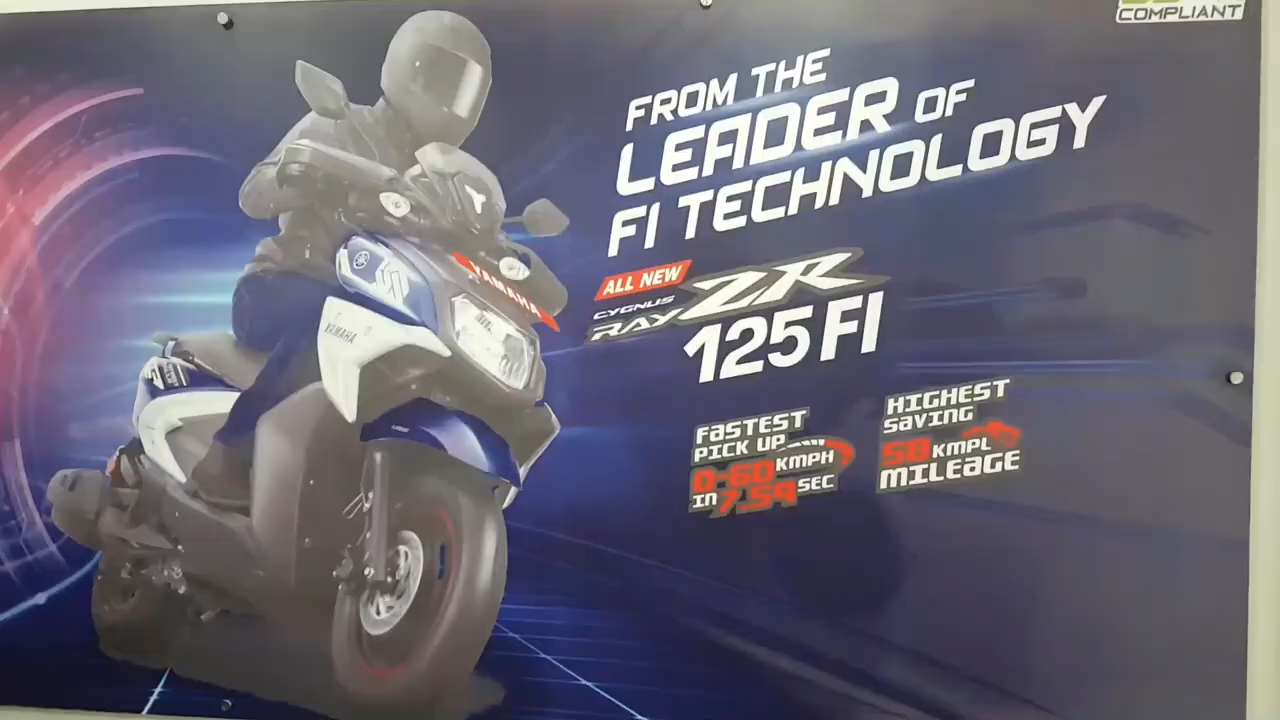 COMPLIANT
FROM THE
LEADER OF
FI TECHNOLOGY
ALL NEW
CYGNUS
RAY ZR
125 FI
FASTEST
PICK UP
0-60 KMPH
IN 7.59 SEC
HIGHEST
SAVING
58 KMPL
MILEAGE
YAMAHA
YAMAHA